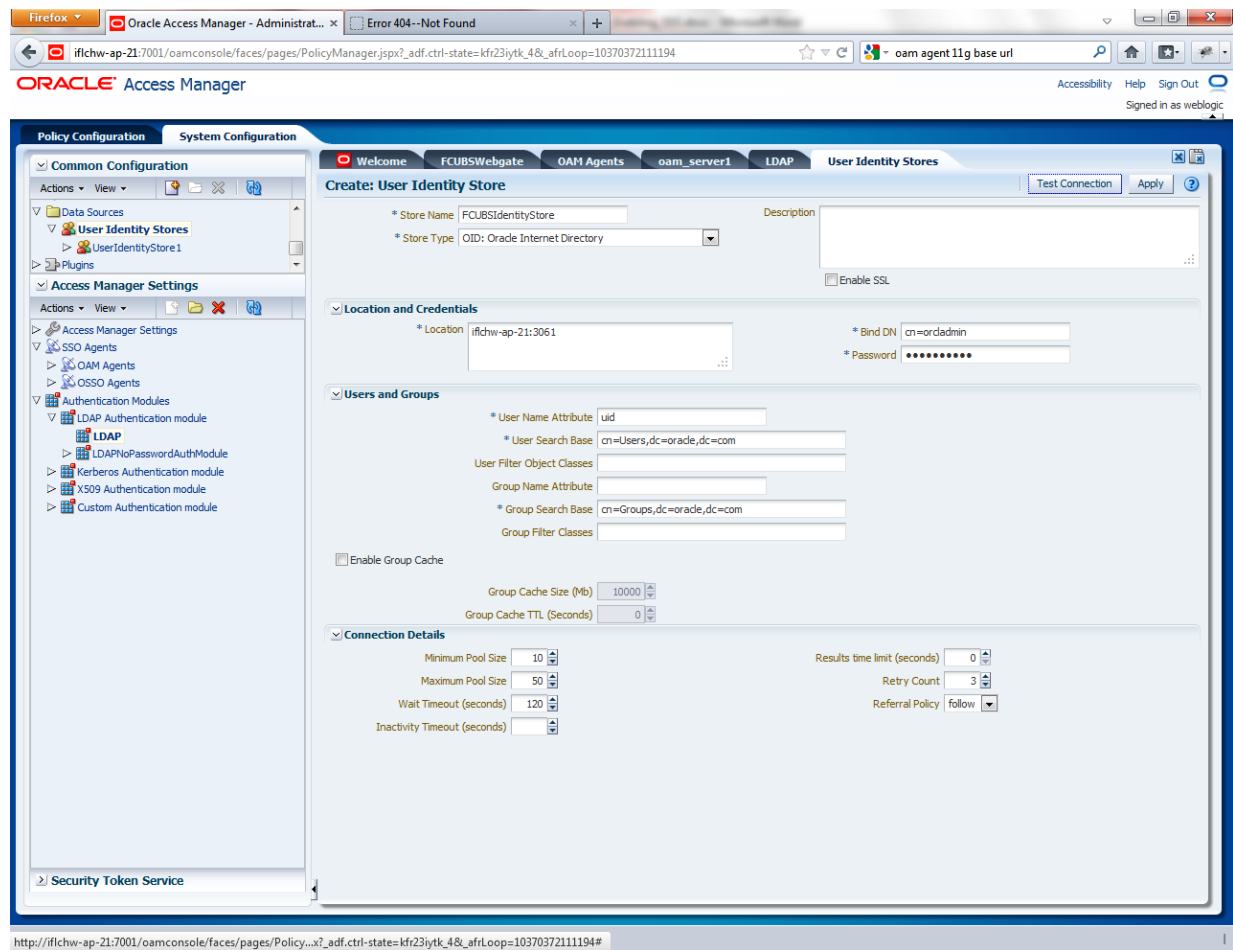 Firefox
Oracle Access Manager - Administrat... ×
Error 404--Not Found ×
+
iflchw-ap-21:7001/oamconsole/faces/pages/PolicyManager.jspx?_adf.ctrl-state=kfr23iytk_4&_afrLoop=10370372111194
oam agent 11g base url
ORACLE Access Manager
Accessibility Help Sign Out
Signed in as weblogic
Policy Configuration System Configuration
Common Configuration
Actions View
Data Sources
User Identity Stores
UserIdentityStore1
Plugins
Access Manager Settings
Actions View
Access Manager Settings
SSO Agents
OAM Agents
OSSO Agents
Authentication Modules
LDAP Authentication module
LDAP
LDAPNoPasswordAuthModule
Kerberos Authentication module
X509 Authentication module
Custom Authentication module
Security Token Service
Welcome FCUBSWebgate OAM Agents oam_server1 LDAP User Identity Stores
Create: User Identity Store
Test Connection Apply ?
* Store Name FCUBSIdentityStore
* Store Type OID: Oracle Internet Directory
Description
Enable SSL
Location and Credentials
* Location iflchw-ap-21:3061
* Bind DN cn=orcladmin
* Password ●●●●●●●●●●
Users and Groups
* User Name Attribute uid
* User Search Base cn=Users,dc=oracle,dc=com
User Filter Object Classes
Group Name Attribute
* Group Search Base cn=Groups,dc=oracle,dc=com
Group Filter Classes
Enable Group Cache
Group Cache Size (Mb) 10000
Group Cache TTL (Seconds) 0
Connection Details
Minimum Pool Size 10
Maximum Pool Size 50
Wait Timeout (seconds) 120
Inactivity Timeout (seconds)
Results time limit (seconds) 0
Retry Count 3
Referral Policy follow
http://iflchw-ap-21:7001/oamconsole/faces/pages/Policy...x?_adf.ctrl-state=kfr23iytk_4&_afrLoop=10370372111194#